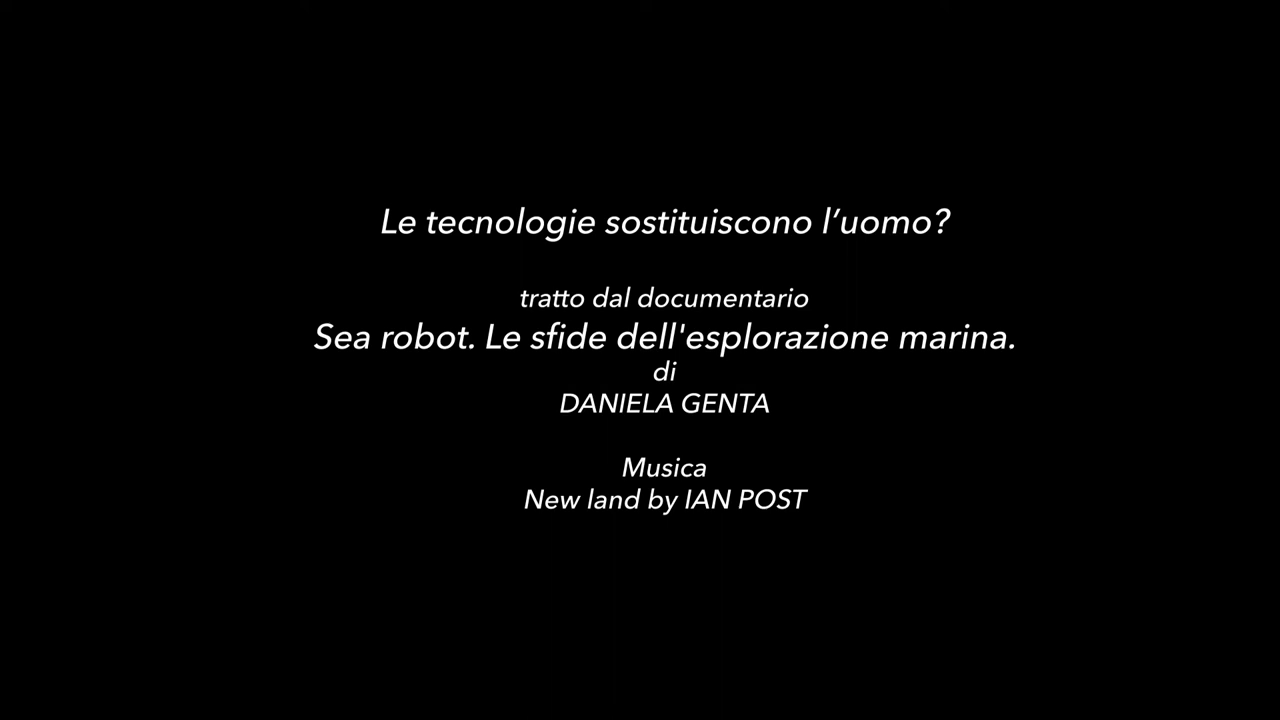 Le tecnologie sostituiscono l’uomo?
tratto dal documentario
Sea robot. Le sfide dell'esplorazione marina.
di
DANIELA GENTA
Musica
New land by IAN POST